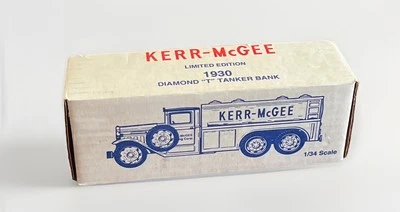 KERR-McGEE
LIMITED EDITION
1930
DIAMOND "T" TANKER BANK
KERR-McGEE
1/34 Scale